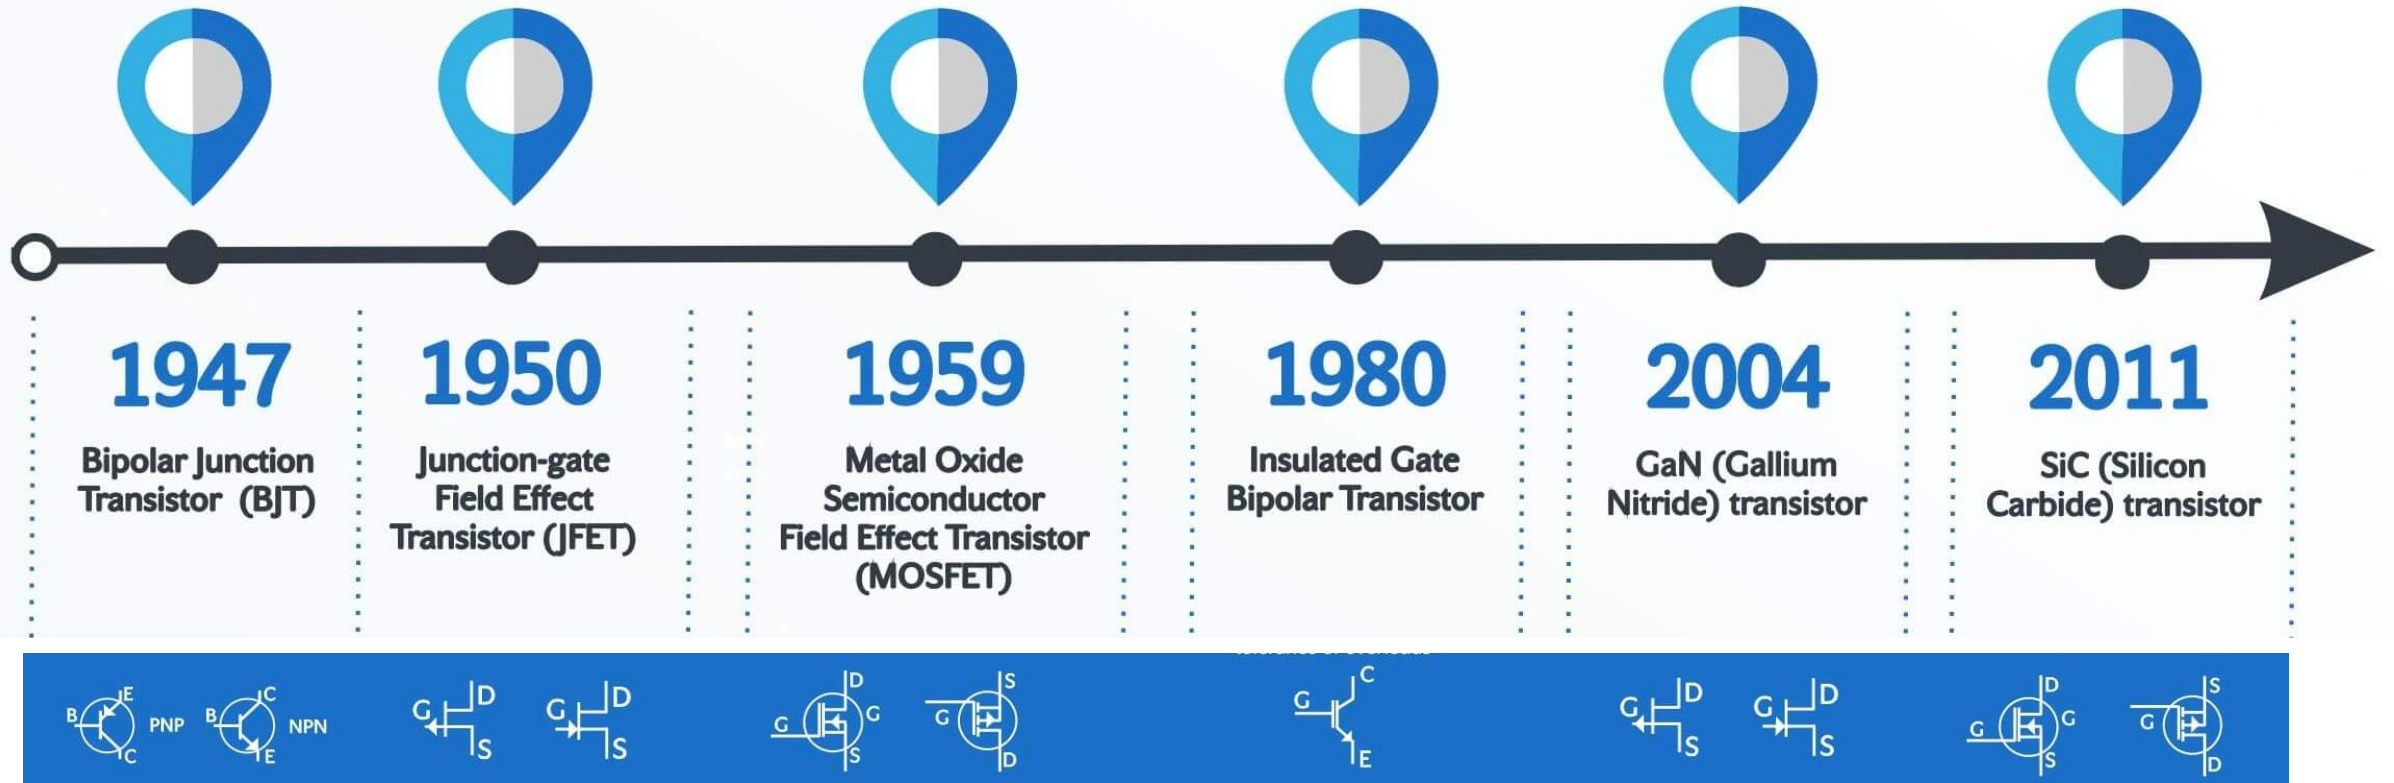 1947
Bipolar Junction
Transistor (BJT)
1950
Junction-gate
Field Effect
Transistor (JFET)
1959
Metal Oxide
Semiconductor
Field Effect Transistor
(MOSFET)
1980
Insulated Gate
Bipolar Transistor
2004
GaN (Gallium
Nitride) transistor
2011
SiC (Silicon
Carbide) transistor
E
B
PNP
C
C
B
NPN
E
G
D
S
G
D
S
D
G
G
S
S
G
D
C
G
E
G
D
S
G
D
S
D
G
G
S
S
G
D